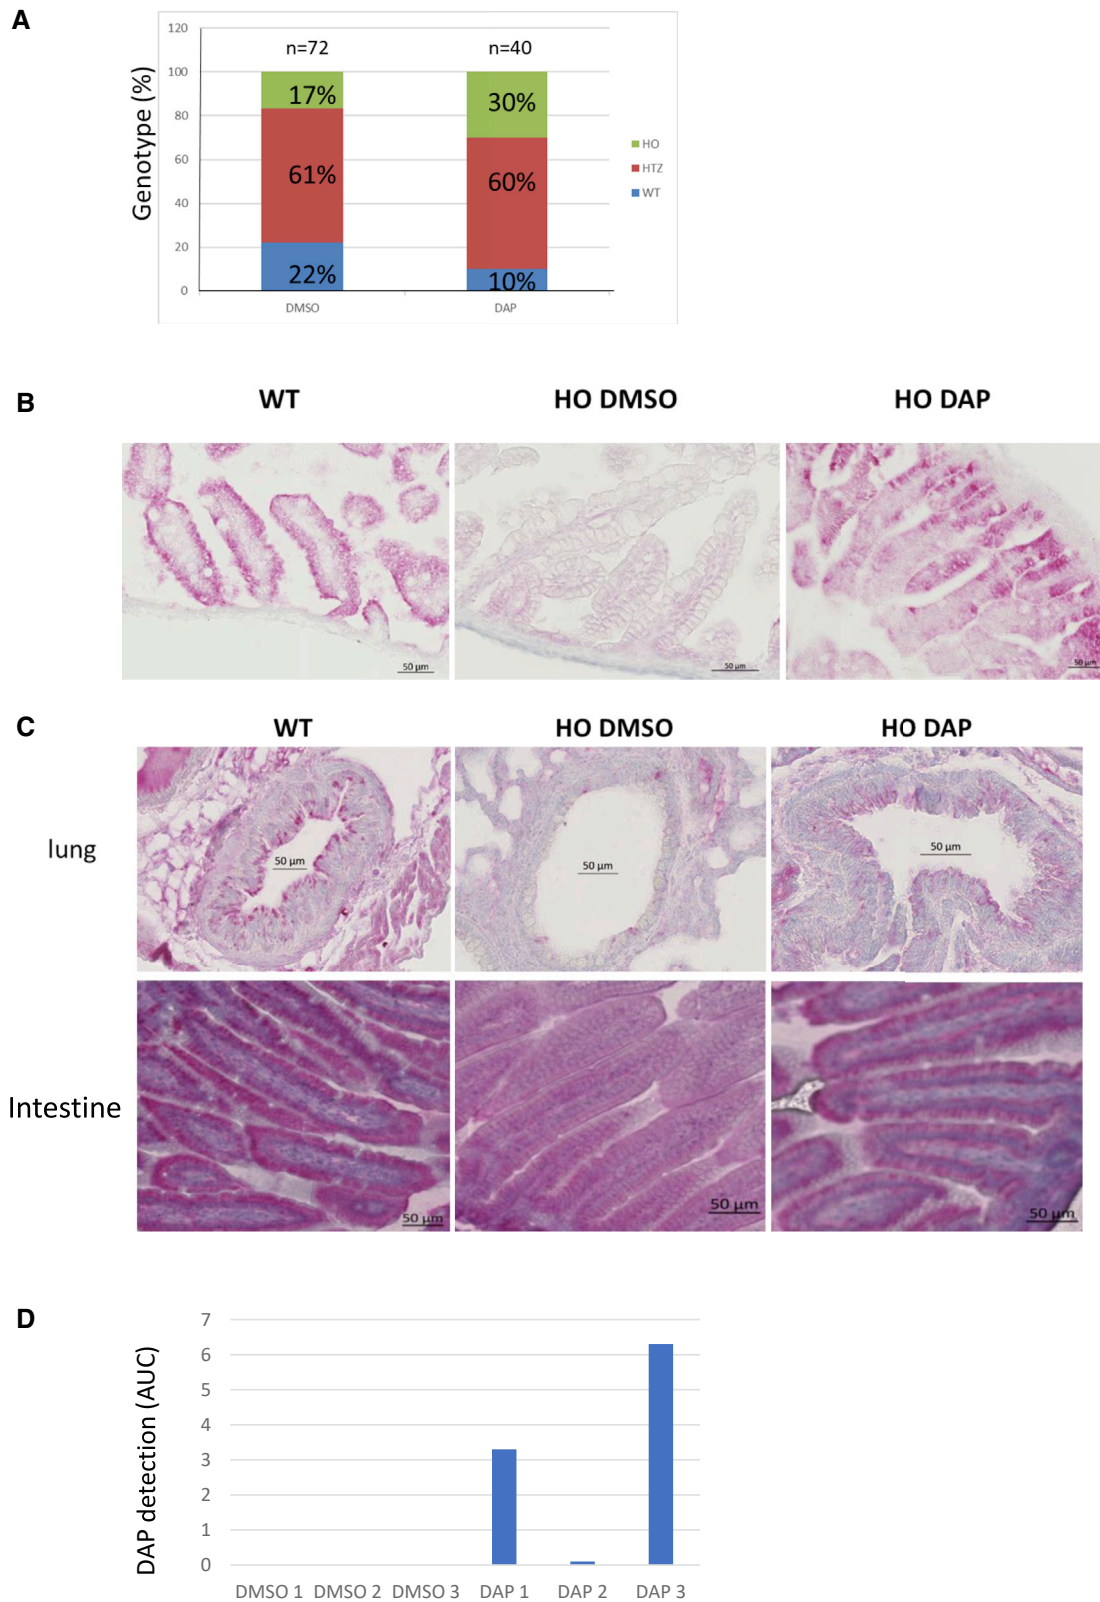 A
120
n=72
n=40
100
17%
30%
80
HO
60
61%
60%
HTZ
WT
40
20
22%
10%
0
DMSO
DAP
Genotype (%)
B
WT
HO DMSO
HO DAP
50 µm
50 µm
50 µm
C
WT
HO DMSO
HO DAP
lung
50 µm
50 µm
50 µm
Intestine
50 µm
50 µm
50 µm
D
7
6
5
4
3
2
1
0
DAP detection (AUC)
DMSO 1
DMSO 2
DMSO 3
DAP 1
DAP 2
DAP 3